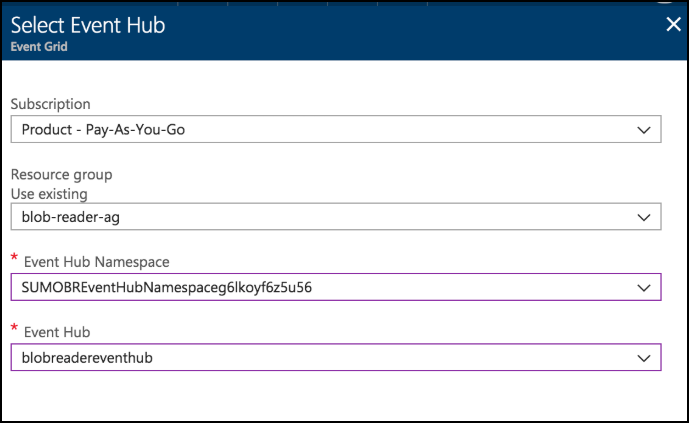 Select Event Hub
Event Grid
Subscription
Product - Pay-As-You-Go
Resource group
Use existing
blob-reader-ag
* Event Hub Namespace
SUMOBREventHubNamespaceg6lkoyf6z5u56
* Event Hub
blobreadereventhub